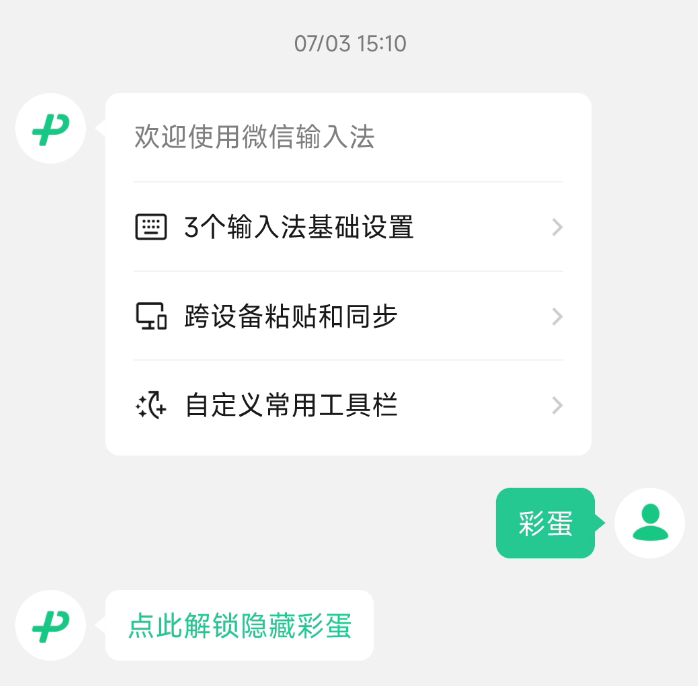 07/03 15:10
欢迎使用微信输入法
3个输入法基础设置
跨设备粘贴和同步
自定义常用工具栏
彩蛋
点此解锁隐藏彩蛋